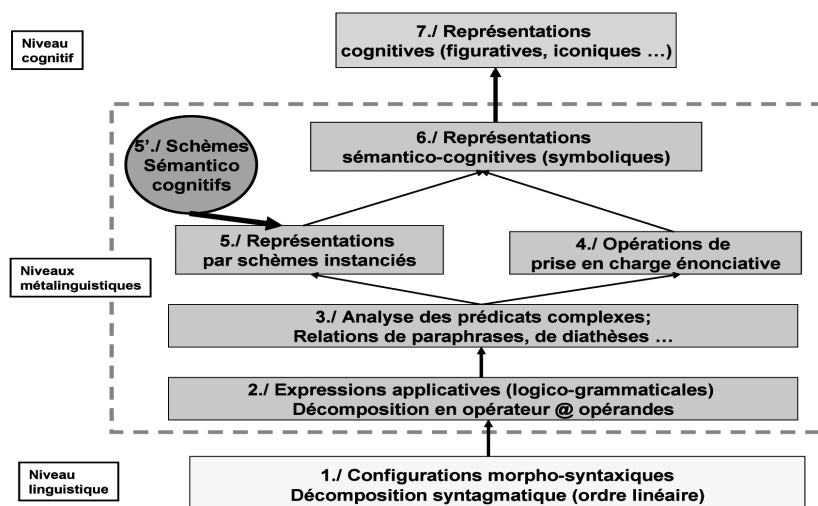 Niveau
cognitif
7./ Représentations
cognitives (figuratives, iconiques …)
5'./ Schèmes
Sémantico
cognitifs
6./ Représentations
sémantico-cognitives (symboliques)
5./ Représentations
par schèmes instanciés
4./ Opérations de
prise en charge énonciative
Niveaux
métalinguistiques
3./ Analyse des prédicats complexes;
Relations de paraphrases, de diathèses …
2./ Expressions applicatives (logico-grammaticales)
Décomposition en opérateur @ opérandes
Niveau
linguistique
1./ Configurations morpho-syntaxiques
Décomposition syntagmatique (ordre linéaire)